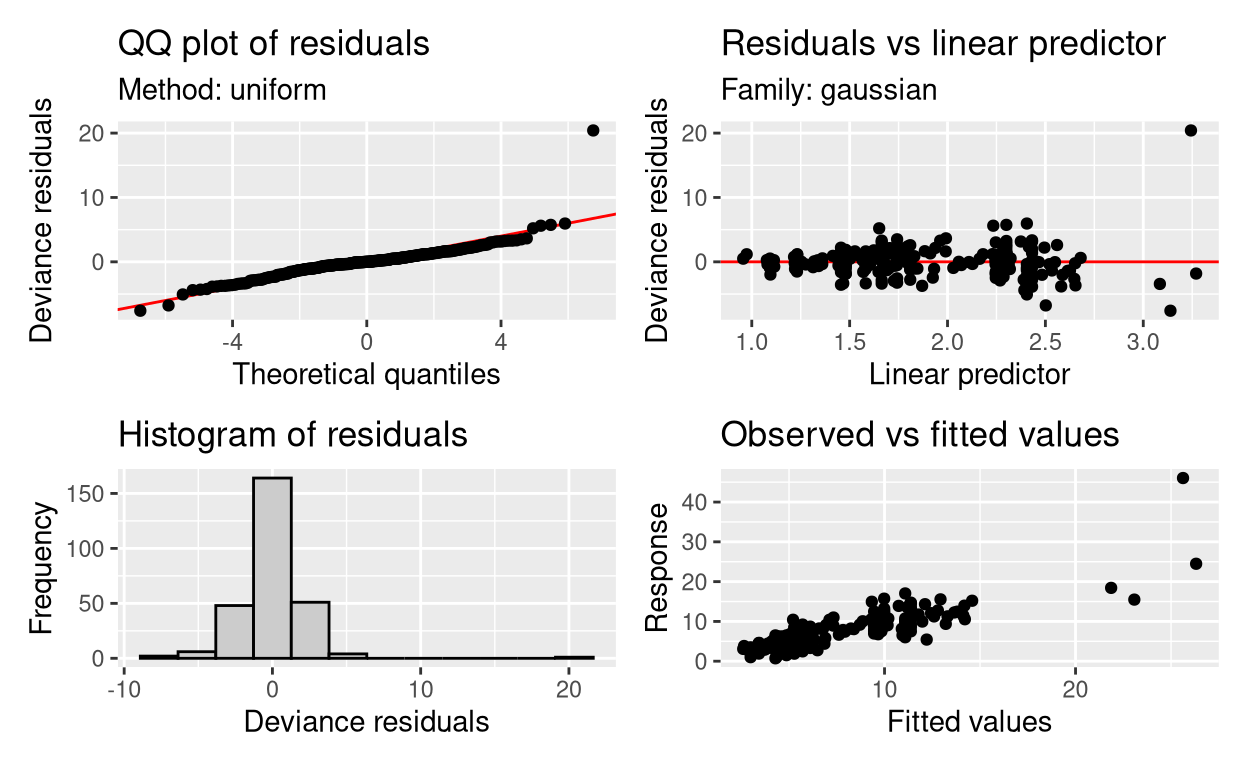 QQ plot of residuals
Method: uniform
Deviance residuals
20
10
0
-4
0
4
Theoretical quantiles
Residuals vs linear predictor
Family: gaussian
Deviance residuals
20
10
0
1.0
1.5
2.0
2.5
3.0
Linear predictor
Histogram of residuals
Frequency
150
100
50
0
-10
0
10
20
Deviance residuals
Observed vs fitted values
Response
40
30
20
10
0
10
20
Fitted values